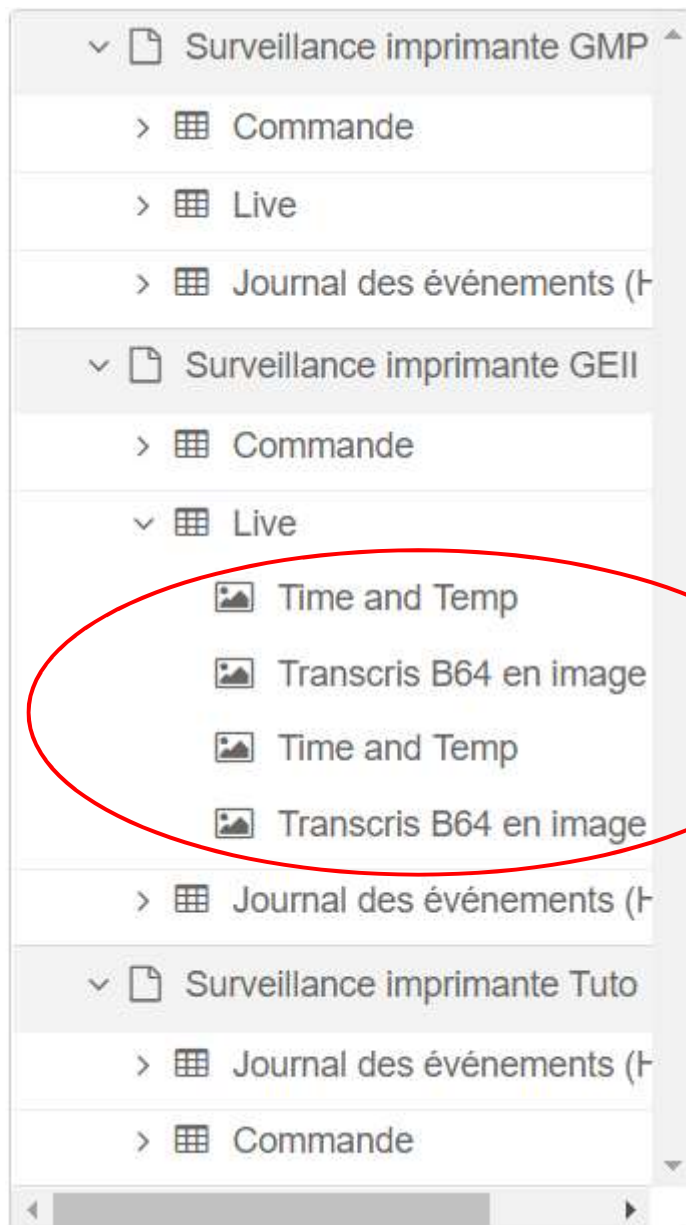 Surveillance imprimante GMP
Commande
Live
Journal des événements (H
Surveillance imprimante GEII
Commande
Live
Time and Temp
Transcris B64 en image
Time and Temp
Transcris B64 en image
Journal des événements (H
Surveillance imprimante Tuto
Journal des événements (H
Commande